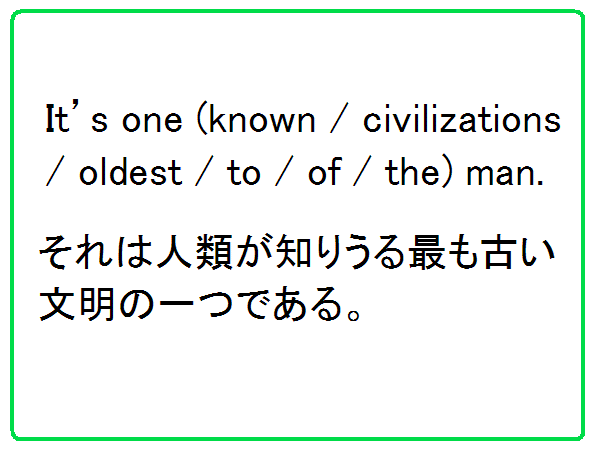 It’s one (known / civilizations
/ oldest / to / of / the) man.
それは人類が知りうる最も古い
文明の一つである。